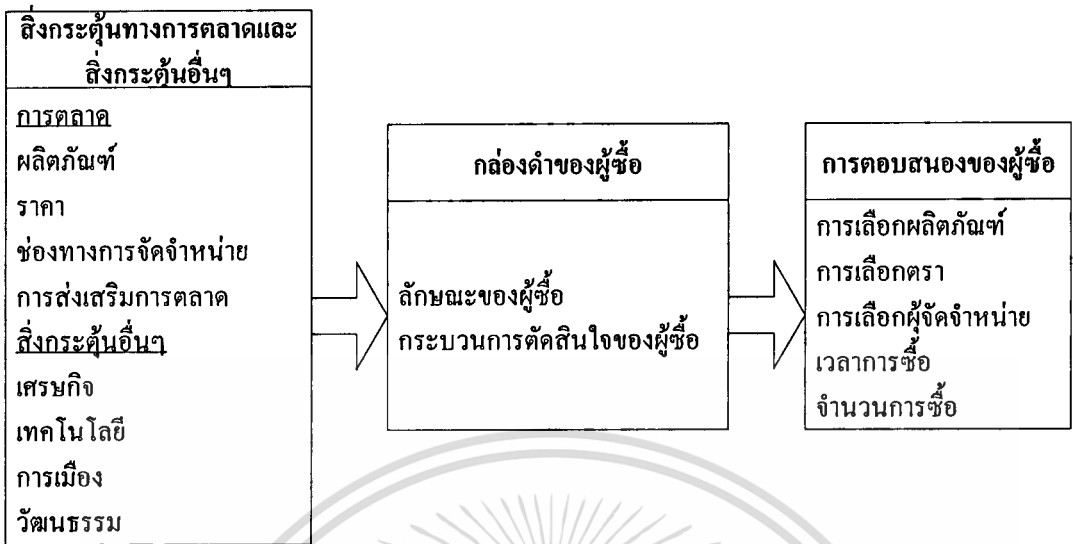 สิ่งกระตุ้นทางการตลาดและ
สิ่งกระตุ้นอื่นๆ
การตลาด
ผลิตภัณฑ์
ราคา
ช่องทางการจัดจำหน่าย
การส่งเสริมการตลาด
สิ่งกระตุ้นอื่นๆ
เศรษกิจ
เทคโนโลยี
การเมือง
วัฒนธรรม
กล่องดำของผู้ซื้อ
ลักษณะของผู้ซื้อ
กระบวนการตัดสินใจของผู้ซื้อ
การตอบสนองของผู้ซื้อ
การเลือกผลิตภัณฑ์
การเลือกตรา
การเลือกผู้จัดจำหน่าย
เวลาการซื้อ
จำนวนการซื้อ